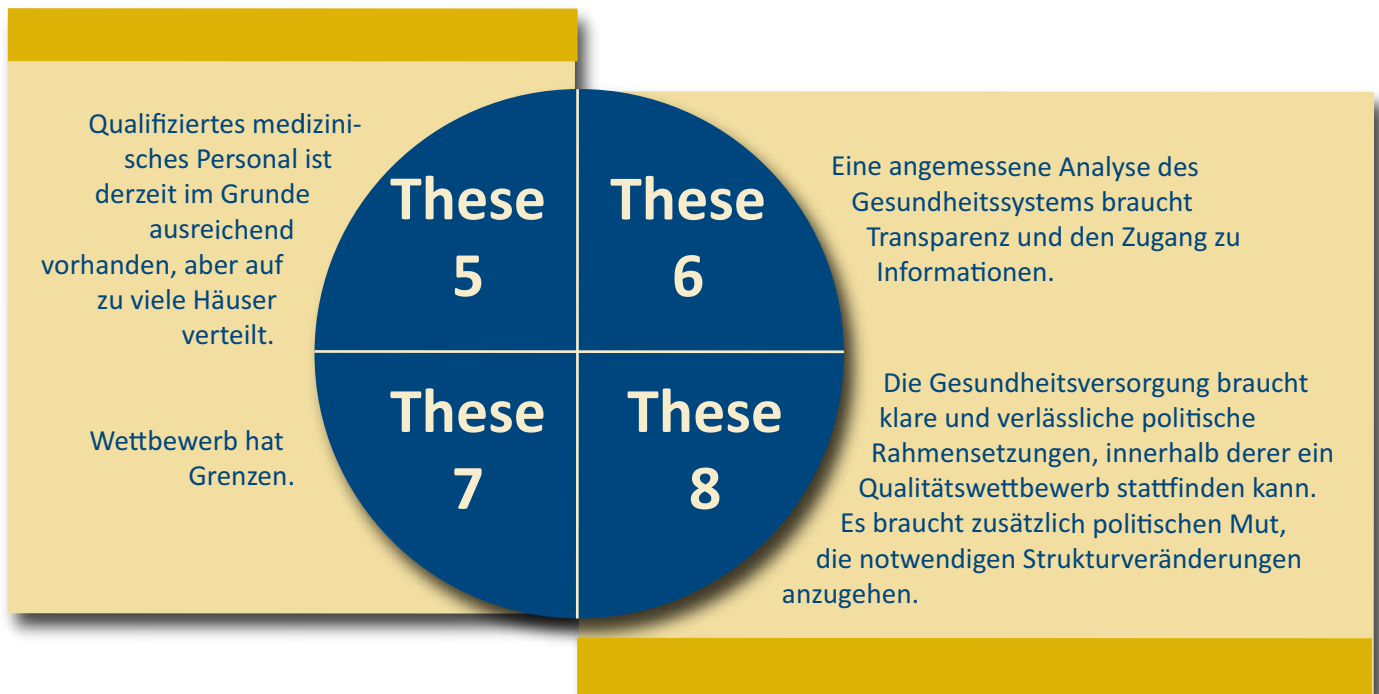 Qualifiziertes medizini-
sches Personal ist
derzeit im Grunde
ausreichend
vorhanden, aber auf
zu viele Häuser
verteilt.
These
5
These
6
Eine angemessene Analyse des
Gesundheitssystems braucht
Transparenz und den Zugang zu
Informationen.
Wettbewerb hat
Grenzen.
These
7
These
8
Die Gesundheitsversorgung braucht
klare und verlässliche politische
Rahmensetzungen, innerhalb derer ein
Qualitätswettbewerb stattfinden kann.
Es braucht zusätzlich politischen Mut,
die notwendigen Strukturveränderungen
anzugehen.